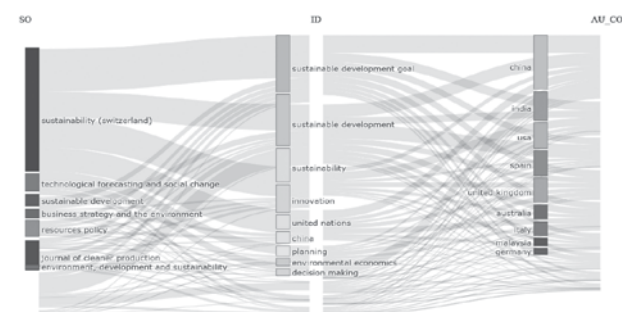 SO
ID
AU_CO
sustainability (switzerland)
technological forecasting and social change
sustainable development
business strategy and the environment
resources policy
journal of cleaner production
environment, development and sustainability
sustainable development goal
sustainable development
sustainability
innovation
united nations
china
planning
environmental economics
decision making
china
india
usa
spain
united kingdom
australia
italy
malaysia
germany